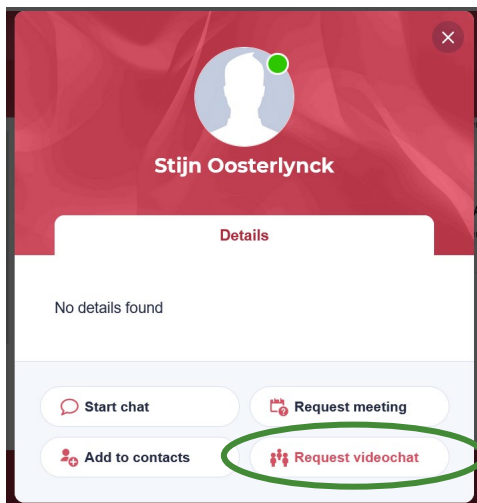 Stijn Oosterlynck
Details
No details found
Start chat
Request meeting
Add to contacts
Request videochat